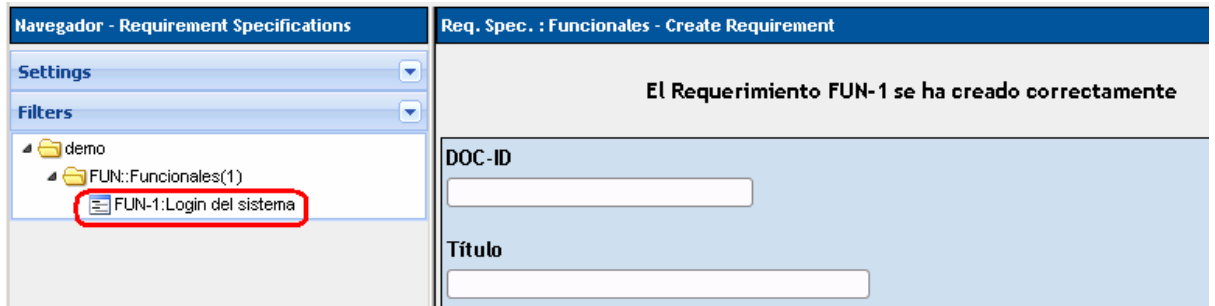 Navegador - Requirement Specifications
Settings
Filters
demo
FUN::Funcionales(1)
FUN-1:Login del sistema
Req. Spec. : Funcionales - Create Requirement
El Requerimiento FUN-1 se ha creado correctamente
DOC-ID
Título